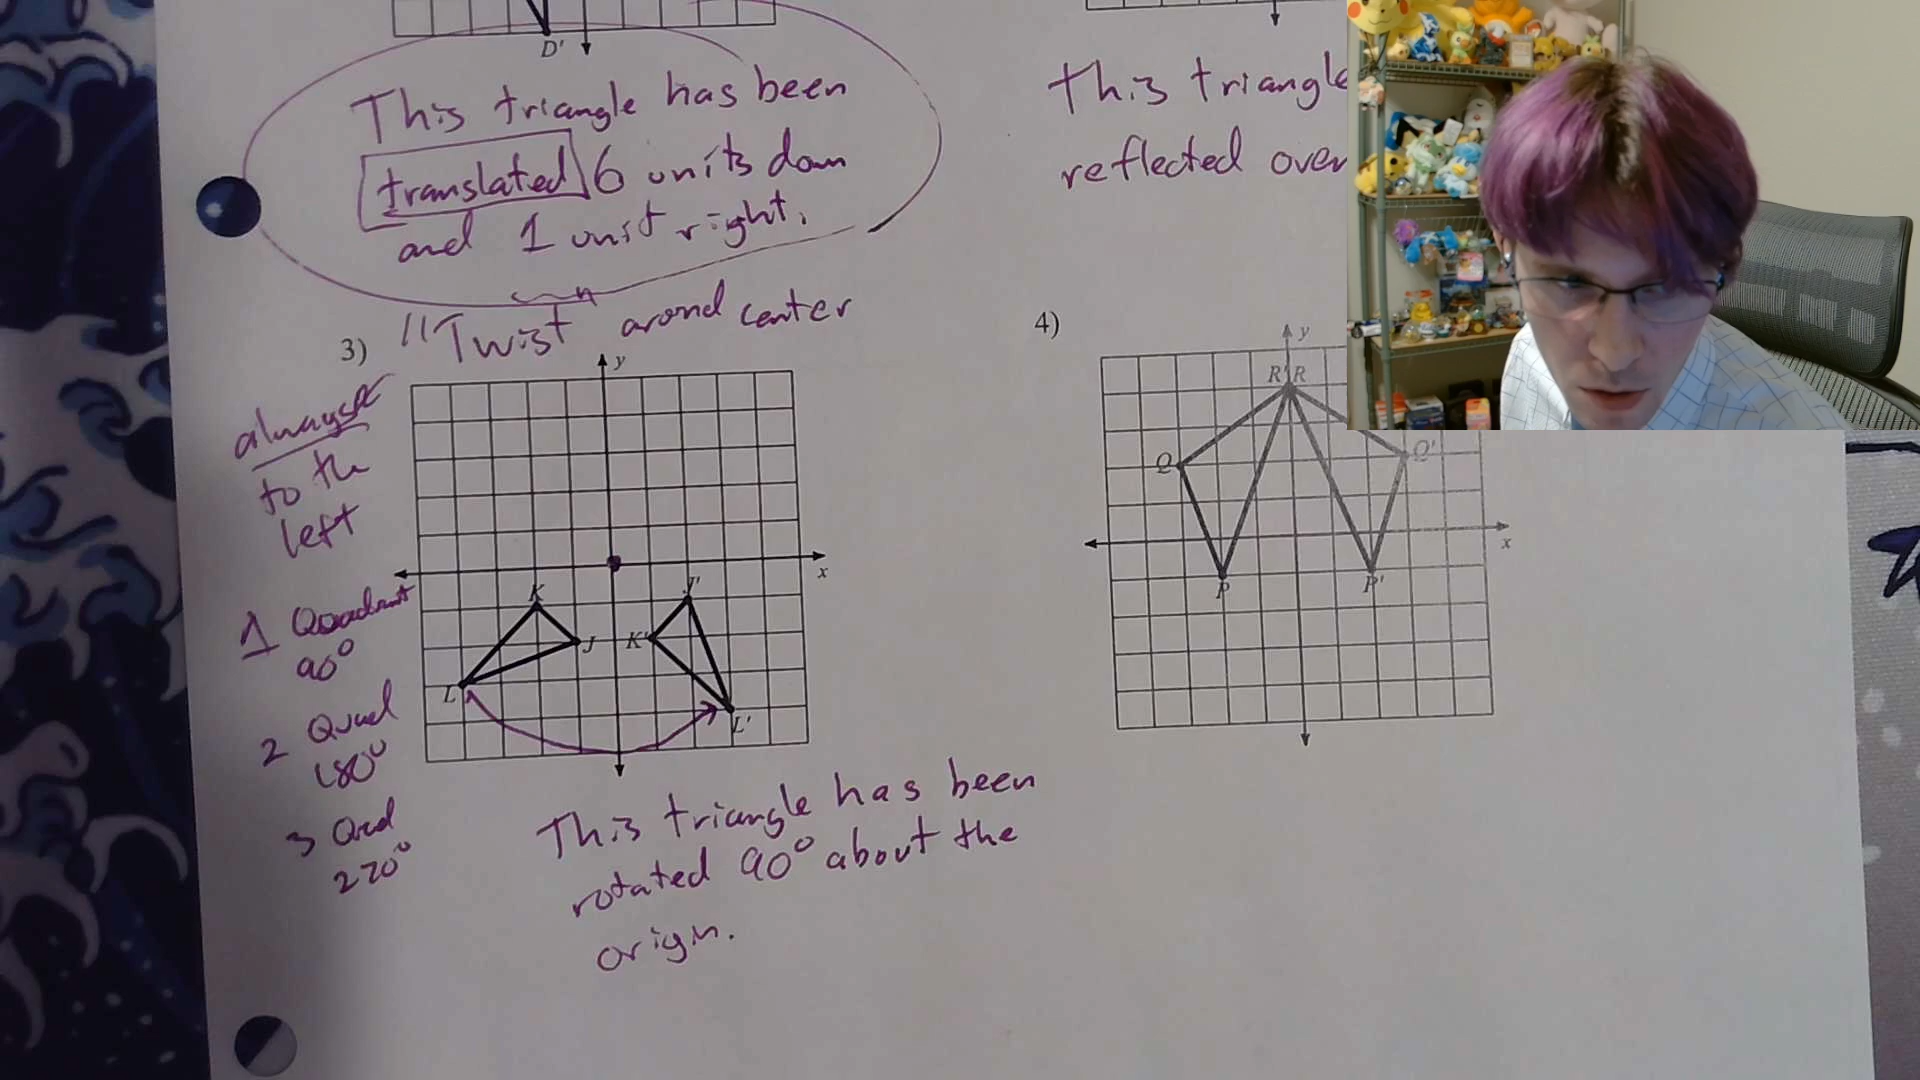 D'
This triangle has been
translated 6 units down
and 1 unit right.
This triangle
reflected over
3) "Twist" around center
always
to the
left
1 Quadrant
90°
2 Quad
180°
3 Qud
270°
y
x
K
J
L
J'
K'
L'
This triangle has been
rotated 90° about the
origin.
4)
y
R' R
Q
Q'
x
P
P'